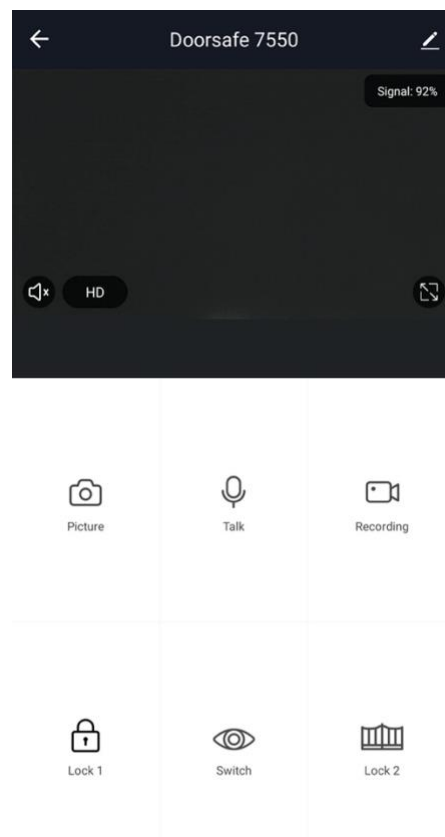 Doorsafe 7550
Signal: 92%
HD
Picture
Talk
Recording
Lock 1
Switch
Lock 2